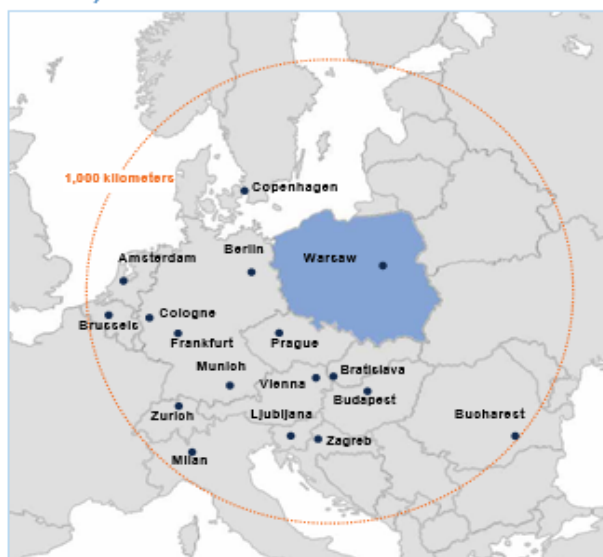 1,000 kilometers
Copenhagen
Berlin
Warsaw
Amsterdam
Cologne
Brussels
Frankfurt
Prague
Munich
Vienna
Bratislava
Budapest
Zurich
Ljubljana
Bucharest
Zagreb
Milan